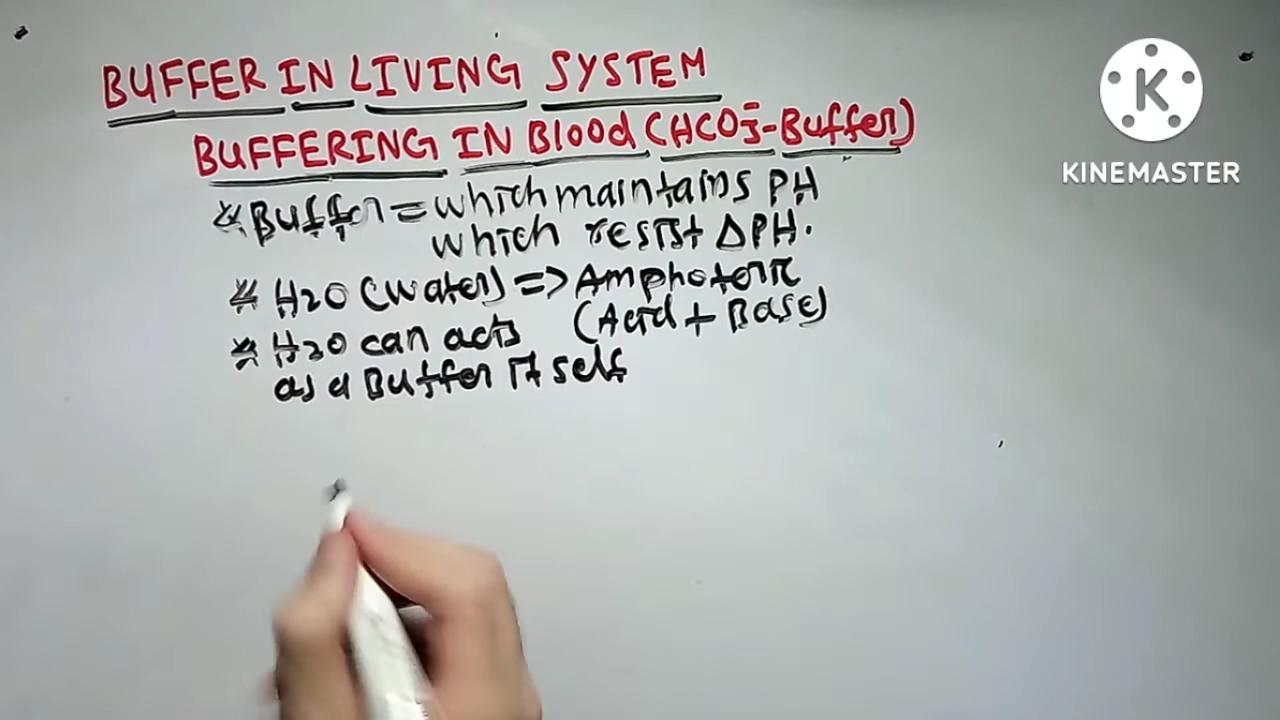 BUFFER IN LIVING SYSTEM
BUFFERING IN Blood (HCO3⁻-Buffer)
* Buffer = which maintains PH
which resist ΔPH.
* H2O (water) => Amphoteric
(Acid + Base)
* H2O can acts
as a Buffer It self
K
KINEMASTER